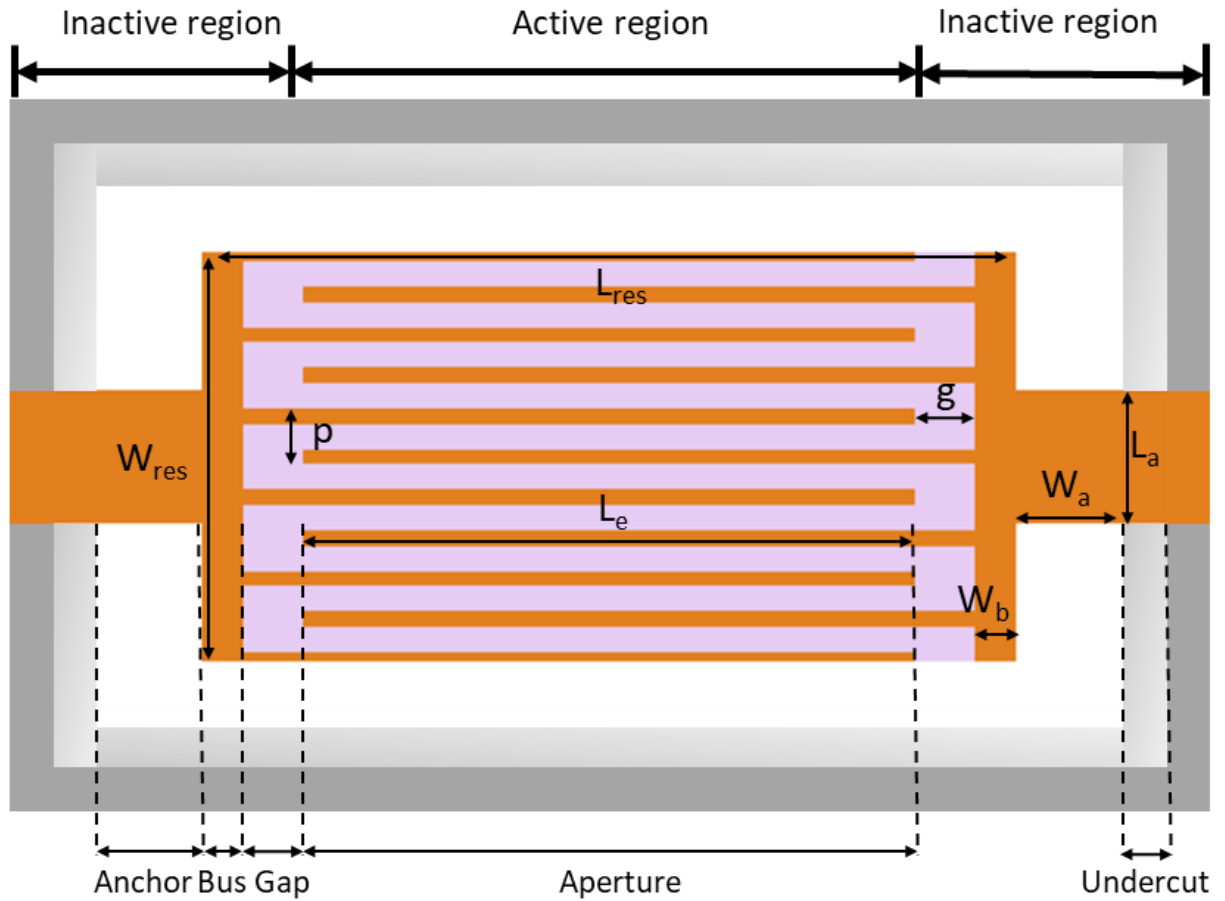 Inactive region
Active region
Inactive region
Lres
g
p
Wres
La
Wa
Le
Wb
Anchor Bus Gap
Aperture
Undercut